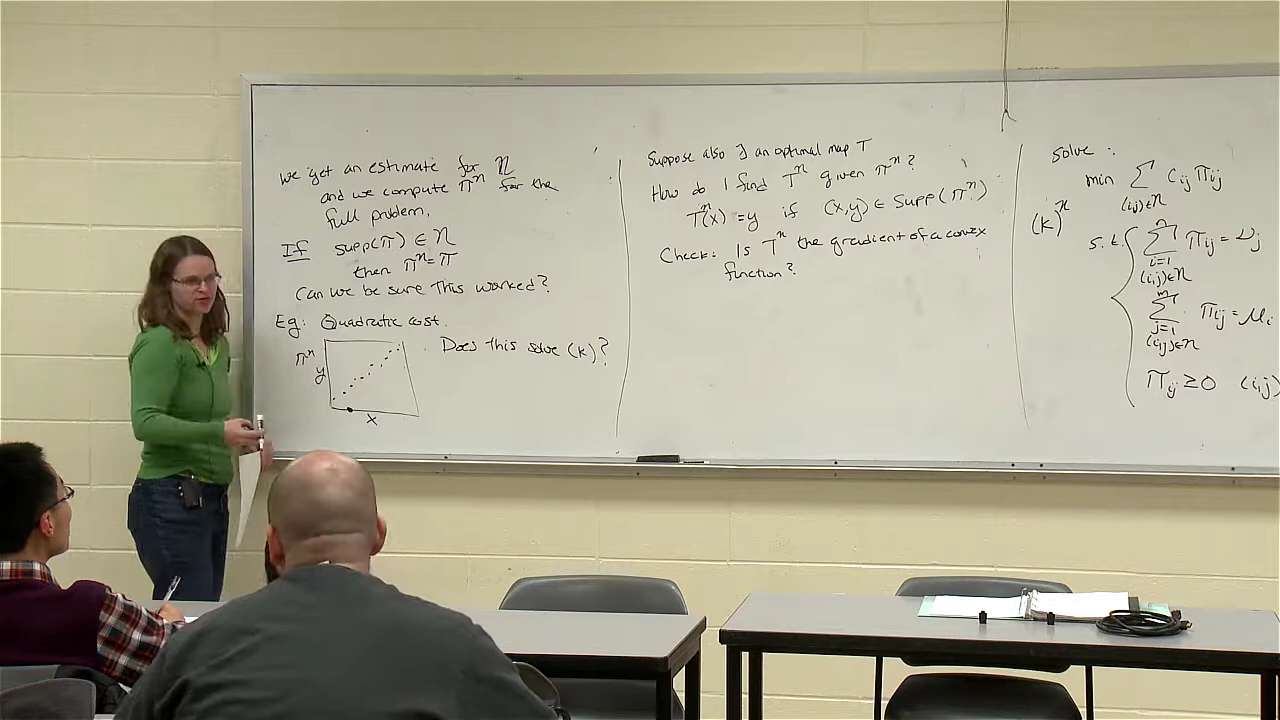 we get an estimate for 𝒩
and we compute π^𝒩 for the
full problem.
If supp(π) ∈ 𝒩
then π^𝒩 = π
Can we be sure this worked?
Eg: Quadratic cost.
π^𝒩
y
x
Does this solve (k)?
Suppose also ∃ an optimal map T
How do I find T^𝒩 given π^𝒩?
T^𝒩(x) = y if (x,y) ∈ supp(π^𝒩)
Check: Is T^𝒩 the gradient of a convex
function?
solve:
min Σ c_ij π_ij
(i,j)∈𝒩
(k)^𝒩
s.t. { Σ_{i=1}^n π_ij = ν_j
(i,j)∈𝒩
Σ_{j=1}^m π_ij = μ_i
(i,j)∈𝒩
π_ij ≥ 0 (i,j)